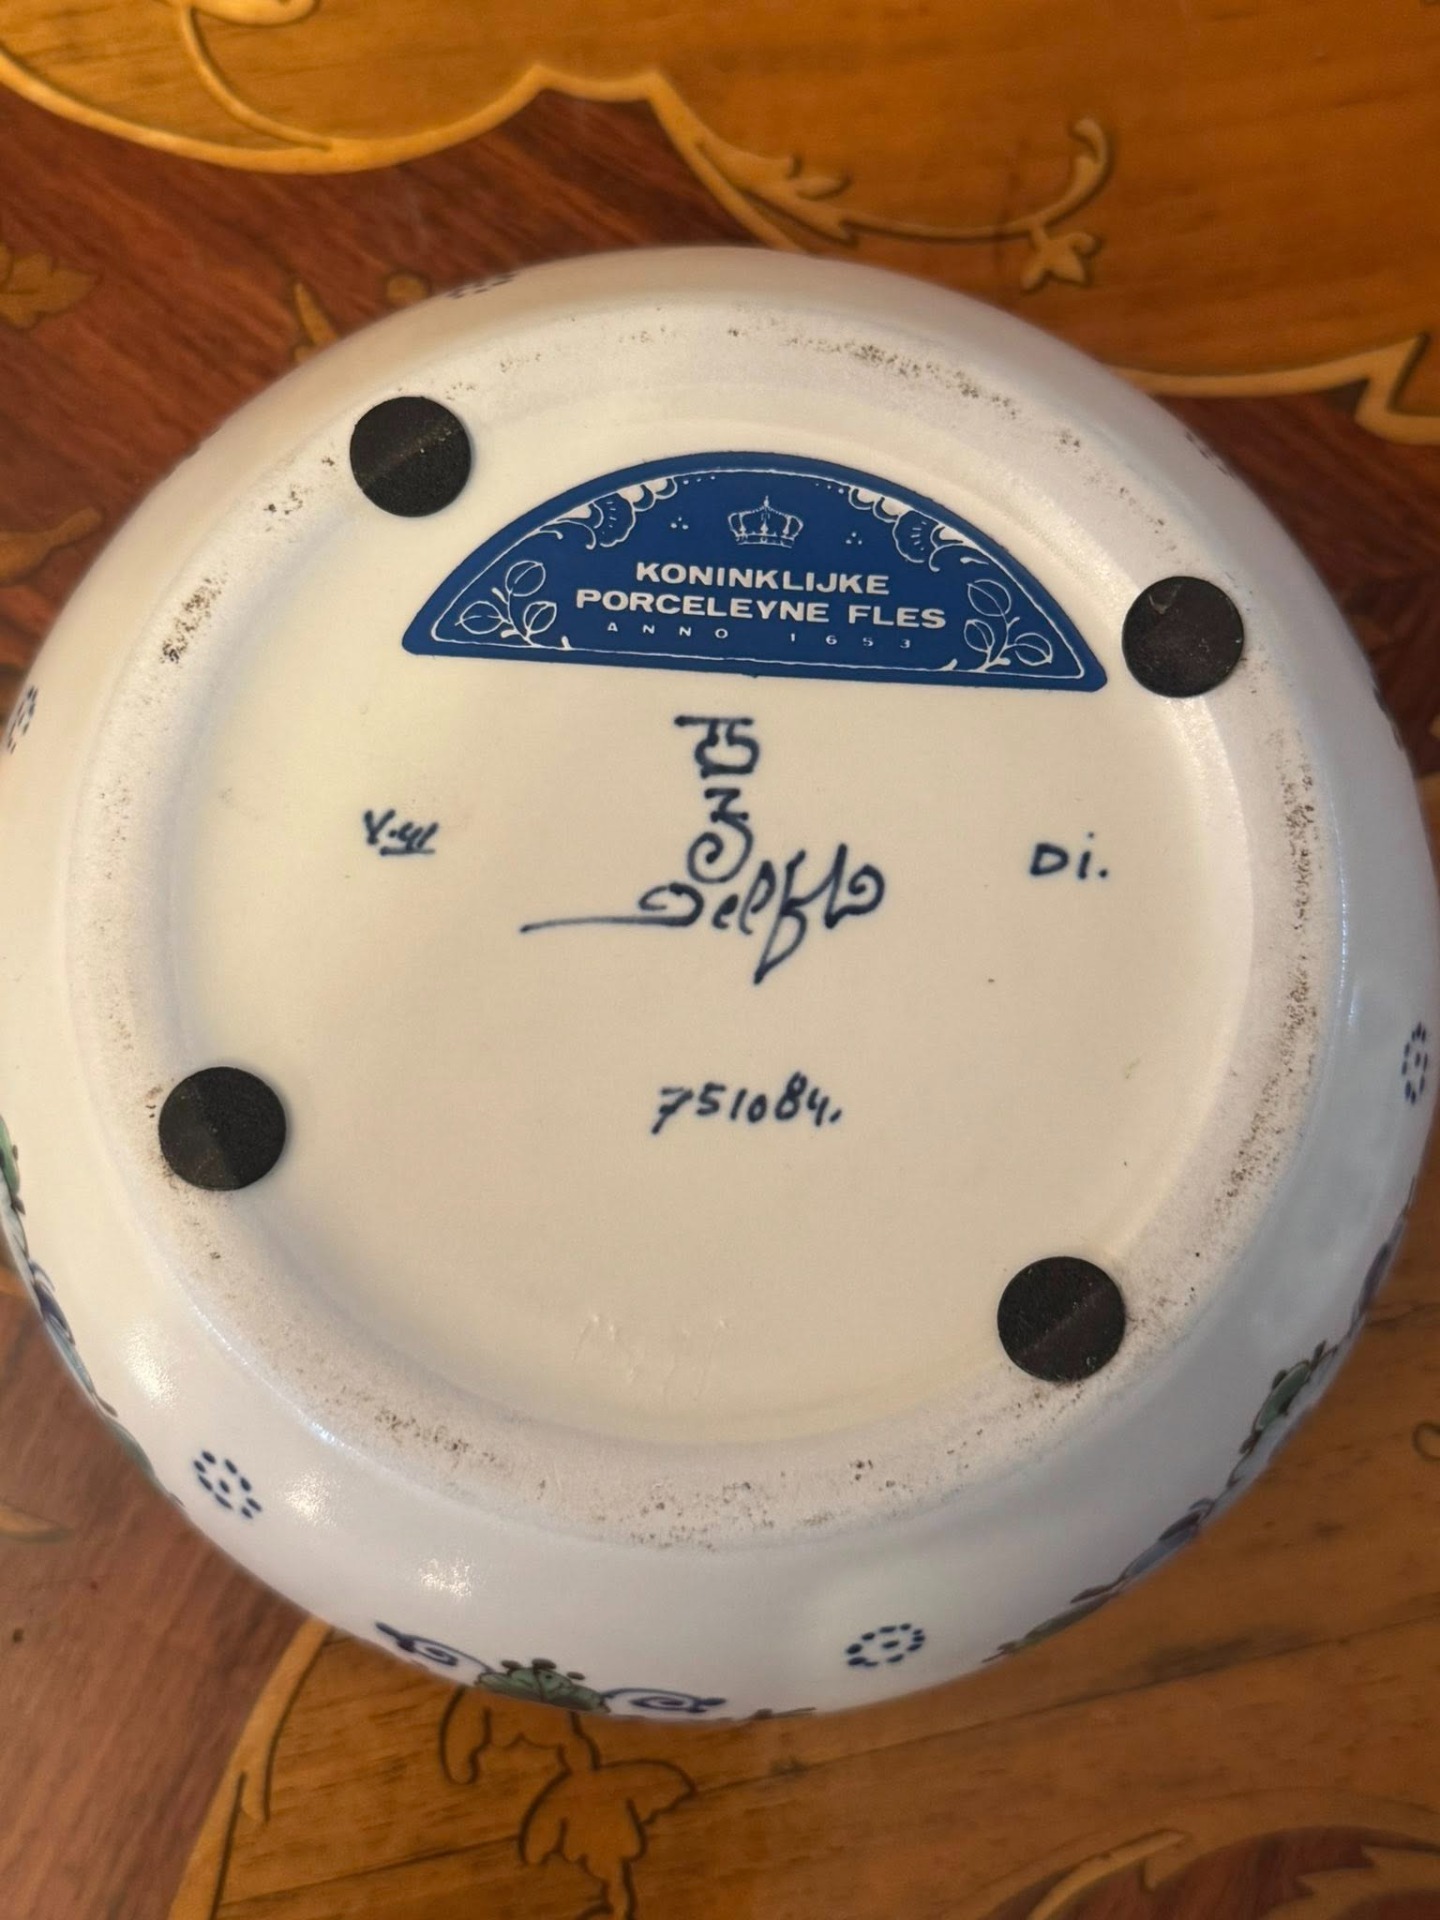 KONINKLIJKE
PORCELEYNE FLES
ANNO 1653
Delft
Di.
751084.